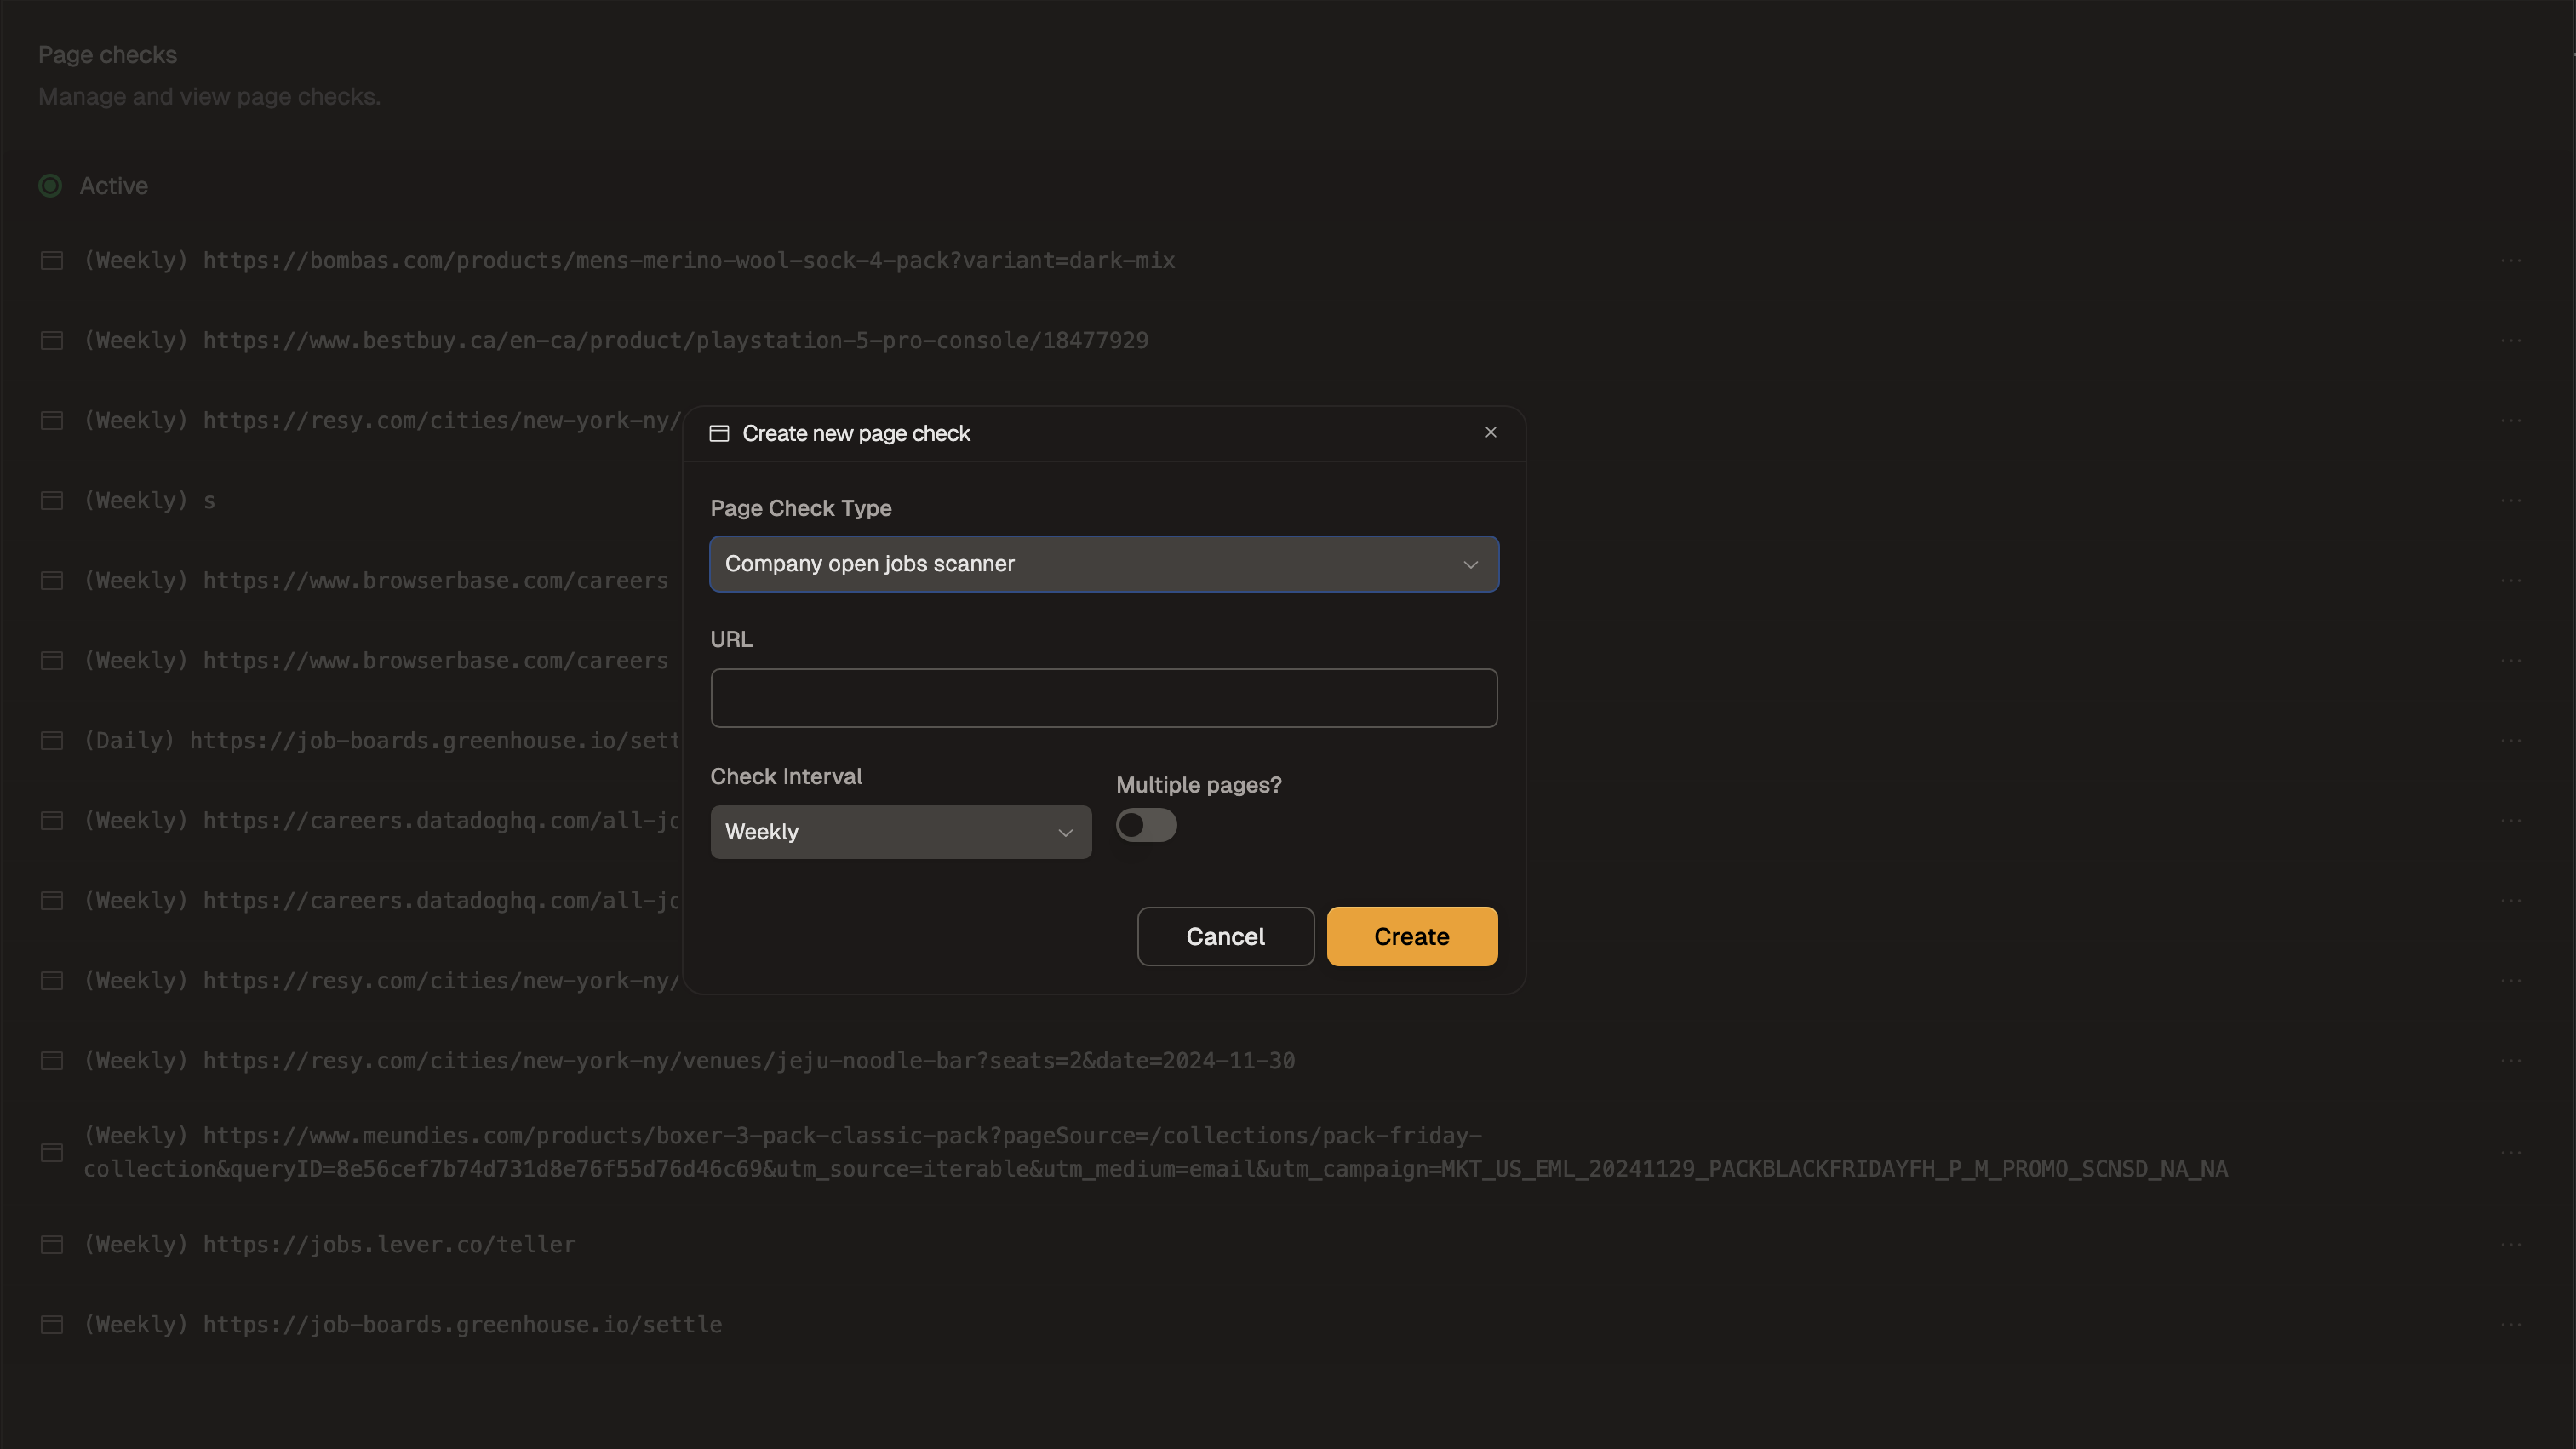 Page checks
Manage and view page checks.
Active
(Weekly) https://bombas.com/products/mens-merino-wool-sock-4-pack?variant=dark-mix
(Weekly) https://www.bestbuy.ca/en-ca/product/playstation-5-pro-console/18477929
(Weekly) https://resy.com/cities/new-york-ny/
(Weekly) s
(Weekly) https://www.browserbase.com/careers
(Weekly) https://www.browserbase.com/careers
(Daily) https://job-boards.greenhouse.io/sett
(Weekly) https://careers.datadoghq.com/all-jo
(Weekly) https://careers.datadoghq.com/all-jo
(Weekly) https://resy.com/cities/new-york-ny/
(Weekly) https://resy.com/cities/new-york-ny/venues/jeju-noodle-bar?seats=2&date=2024-11-30
(Weekly) https://www.meundies.com/products/boxer-3-pack-classic-pack?pageSource=/collections/pack-friday-
collection&queryID=8e56cef7b74d731d8e76f55d76d46c69&utm_source=iterable&utm_medium=email&utm_campaign=MKT_US_EML_20241129_PACKBLACKFRIDAYFH_P_M_PROMO_SCNSD_NA_NA
(Weekly) https://jobs.lever.co/teller
(Weekly) https://job-boards.greenhouse.io/settle
Create new page check
Page Check Type
Company open jobs scanner
URL
Check Interval
Weekly
Multiple pages?
Cancel
Create